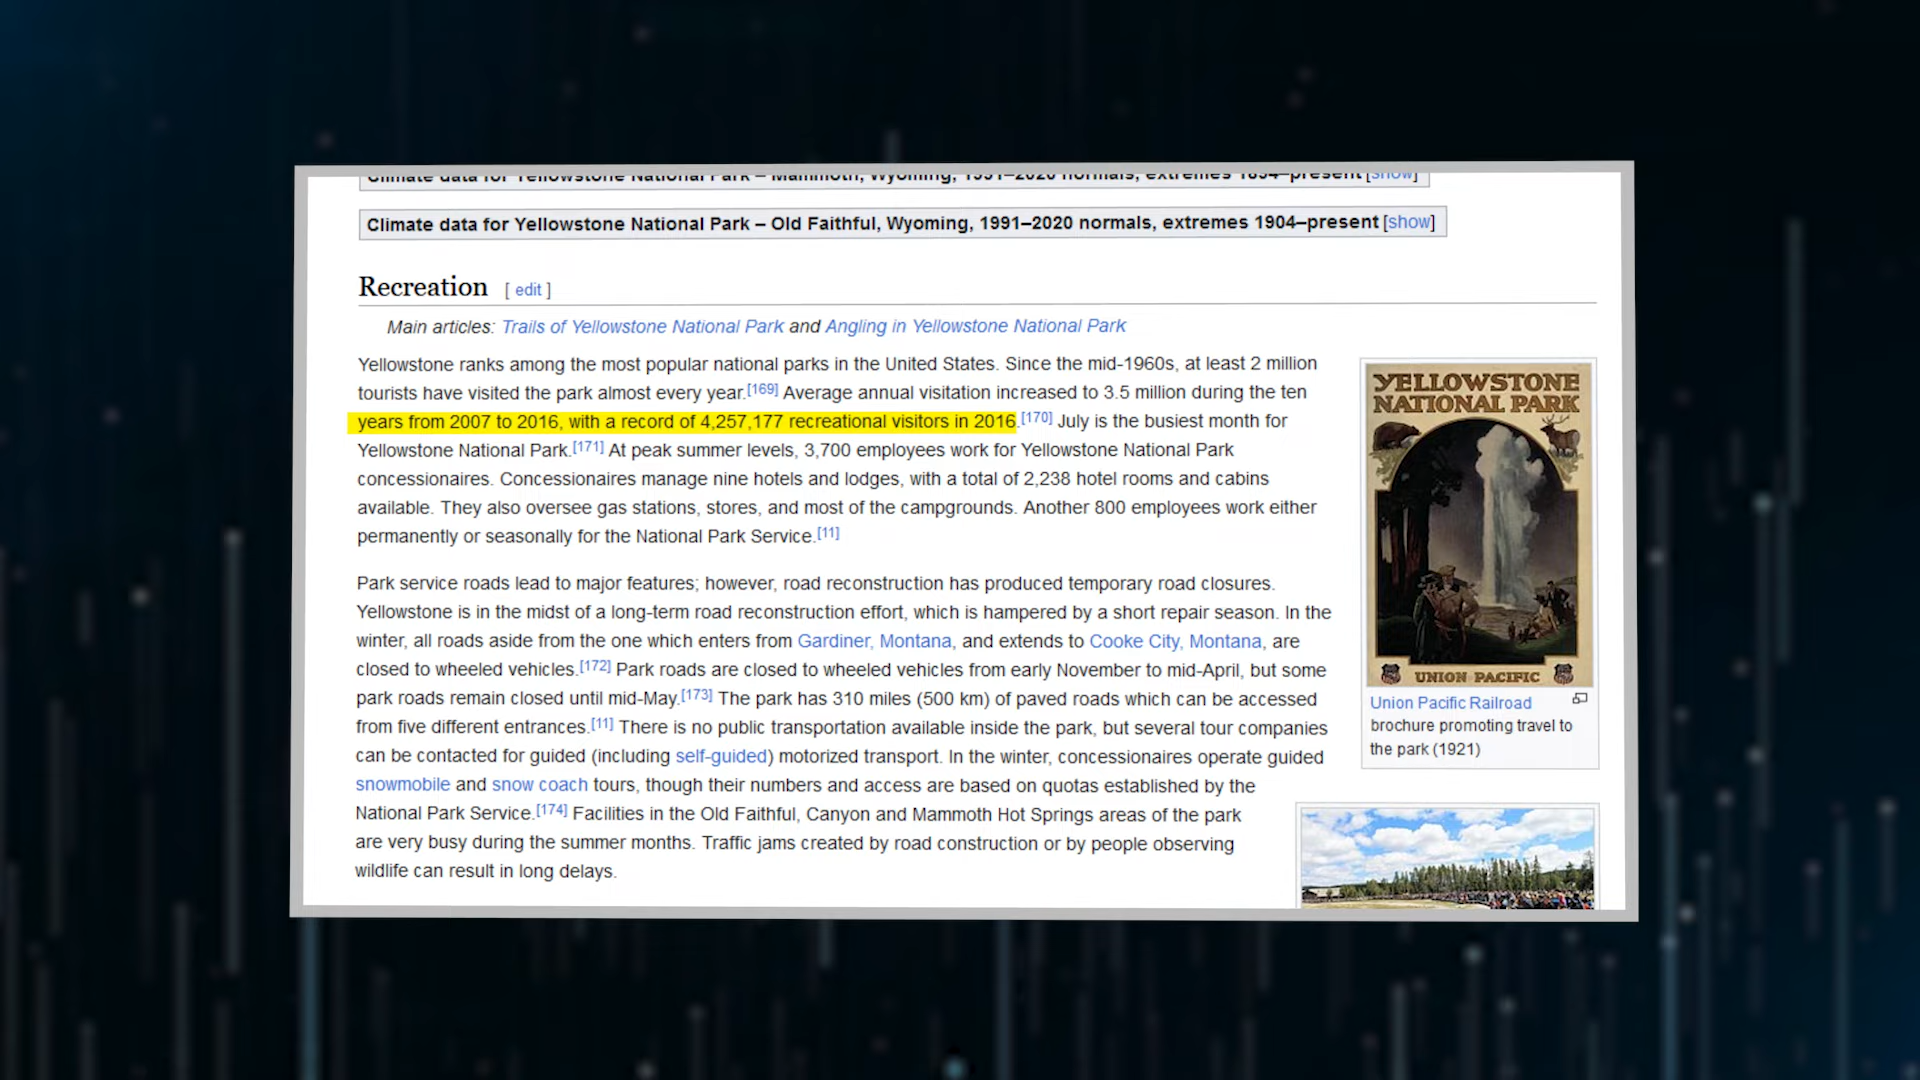 Climate data for Yellowstone National Park – Mammoth, Wyoming, 1991–2020 normals, extremes 1894–present [show]
Climate data for Yellowstone National Park – Old Faithful, Wyoming, 1991–2020 normals, extremes 1904–present [show]
Recreation [ edit ]
Main articles: Trails of Yellowstone National Park and Angling in Yellowstone National Park
Yellowstone ranks among the most popular national parks in the United States. Since the mid-1960s, at least 2 million
tourists have visited the park almost every year.[169] Average annual visitation increased to 3.5 million during the ten
years from 2007 to 2016, with a record of 4,257,177 recreational visitors in 2016.[170] July is the busiest month for
Yellowstone National Park.[171] At peak summer levels, 3,700 employees work for Yellowstone National Park
concessionaires. Concessionaires manage nine hotels and lodges, with a total of 2,238 hotel rooms and cabins
available. They also oversee gas stations, stores, and most of the campgrounds. Another 800 employees work either
permanently or seasonally for the National Park Service.[11]
Park service roads lead to major features; however, road reconstruction has produced temporary road closures.
Yellowstone is in the midst of a long-term road reconstruction effort, which is hampered by a short repair season. In the
winter, all roads aside from the one which enters from Gardiner, Montana, and extends to Cooke City, Montana, are
closed to wheeled vehicles.[172] Park roads are closed to wheeled vehicles from early November to mid-April, but some
park roads remain closed until mid-May.[173] The park has 310 miles (500 km) of paved roads which can be accessed
from five different entrances.[11] There is no public transportation available inside the park, but several tour companies
can be contacted for guided (including self-guided) motorized transport. In the winter, concessionaires operate guided
snowmobile and snow coach tours, though their numbers and access are based on quotas established by the
National Park Service.[174] Facilities in the Old Faithful, Canyon and Mammoth Hot Springs areas of the park
are very busy during the summer months. Traffic jams created by road construction or by people observing
wildlife can result in long delays.
YELLOWSTONE
NATIONAL PARK
UNION PACIFIC
Union Pacific Railroad
brochure promoting travel to
the park (1921)